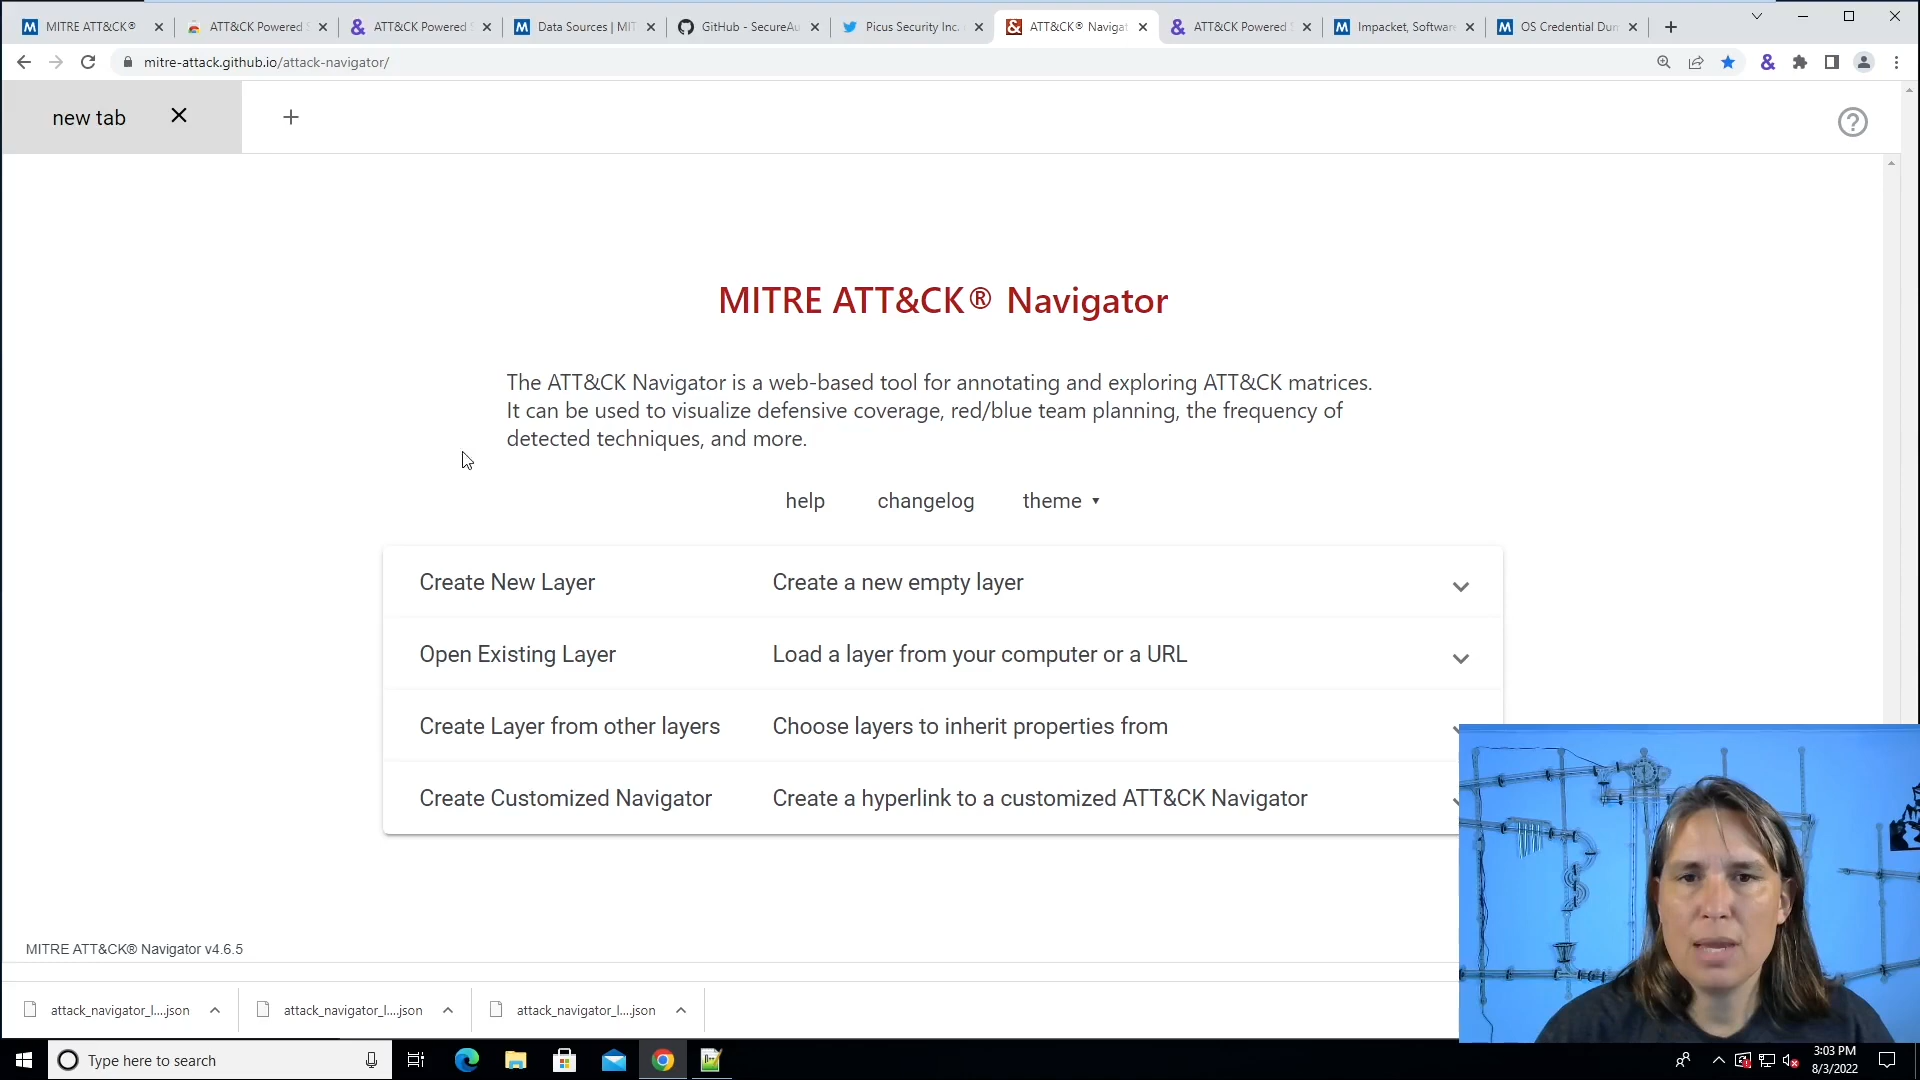 MITRE ATT&CK®
ATT&CK Powered S
ATT&CK Powered S
Data Sources | MIT
GitHub - SecureAu
Picus Security Inc.
ATT&CK® Navigat
ATT&CK Powered S
Impacket, Software
OS Credential Dum
mitre-attack.github.io/attack-navigator/
new tab
MITRE ATT&CK® Navigator
The ATT&CK Navigator is a web-based tool for annotating and exploring ATT&CK matrices.
It can be used to visualize defensive coverage, red/blue team planning, the frequency of
detected techniques, and more.
help changelog theme
Create New Layer Create a new empty layer
Open Existing Layer Load a layer from your computer or a URL
Create Layer from other layers Choose layers to inherit properties from
Create Customized Navigator Create a hyperlink to a customized ATT&CK Navigator
MITRE ATT&CK® Navigator v4.6.5
attack_navigator_l....json
attack_navigator_l....json
attack_navigator_l....json
Type here to search
3:03 PM
8/3/2022